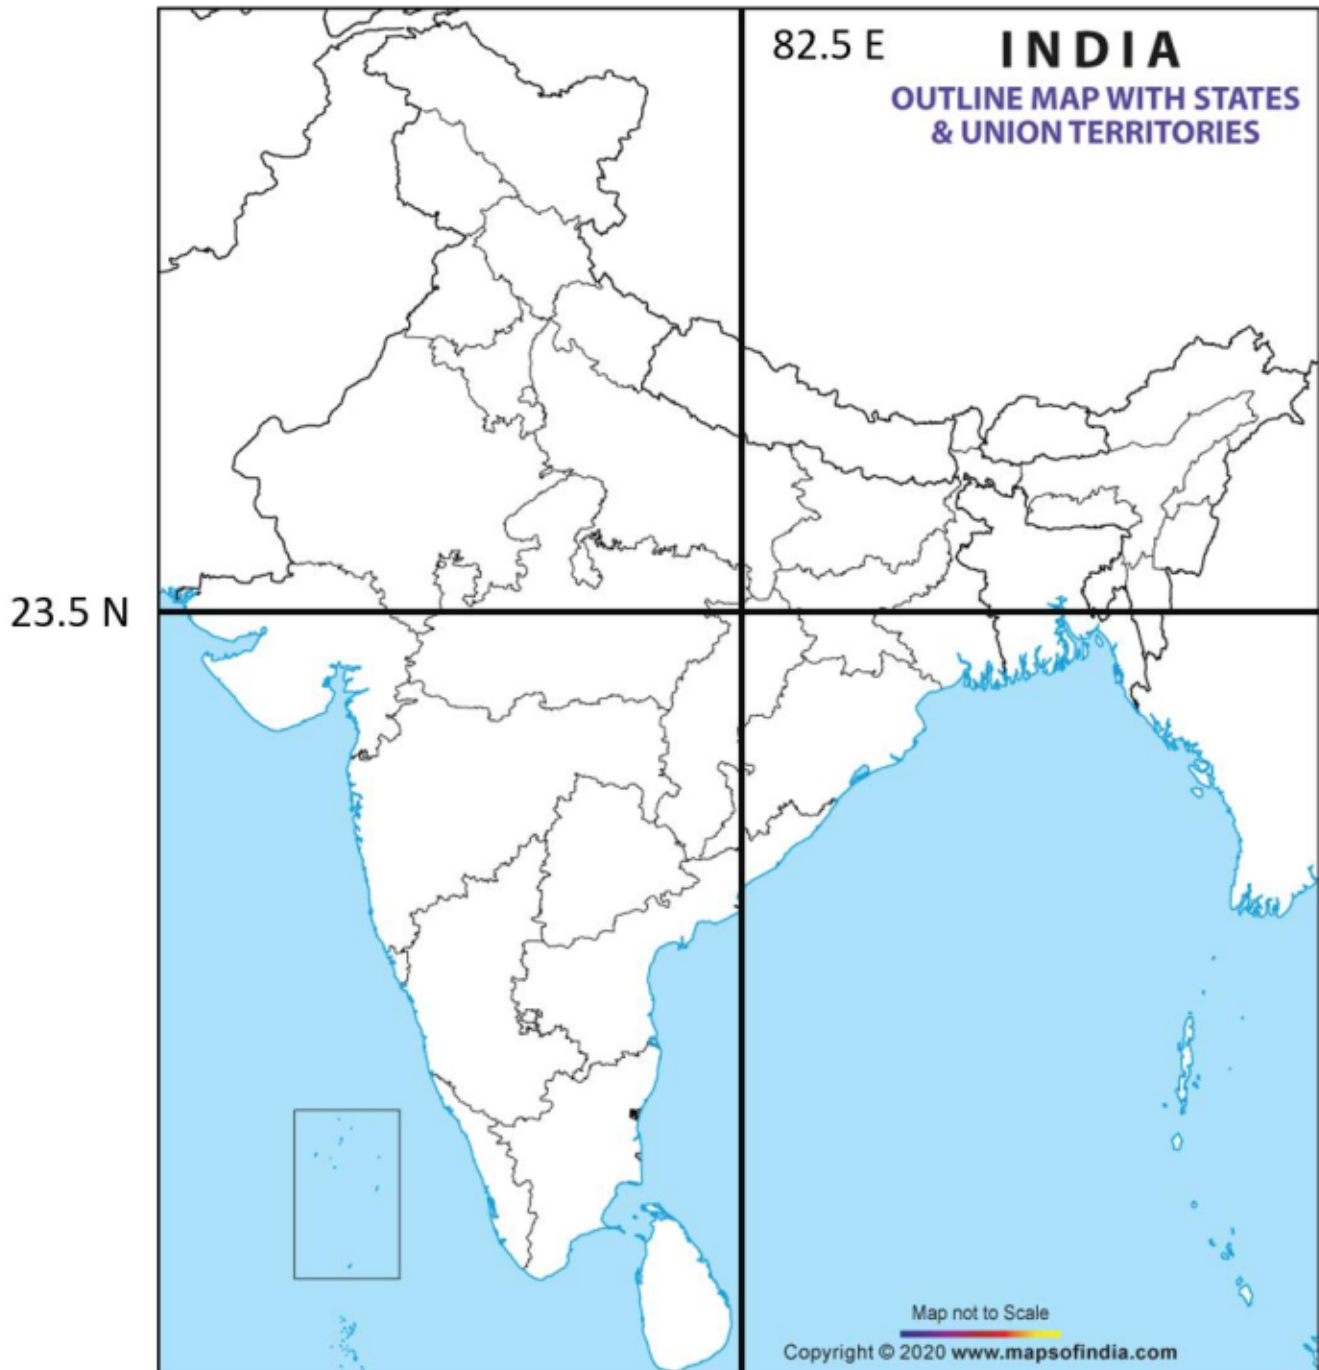 82.5 E
INDIA
OUTLINE MAP WITH STATES
& UNION TERRITORIES
23.5 N
Map not to Scale
Copyright © 2020 www.mapsofindia.com